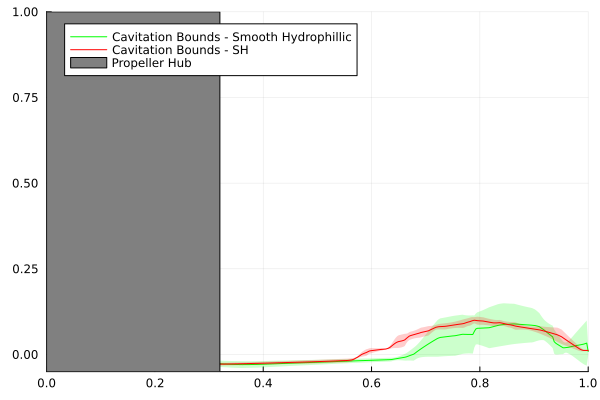 1.00
Cavitation Bounds - Smooth Hydrophillic
Cavitation Bounds - SH
Propeller Hub
0.75
0.50
0.25
0.00
0.0 0.2 0.4 0.6 0.8 1.0